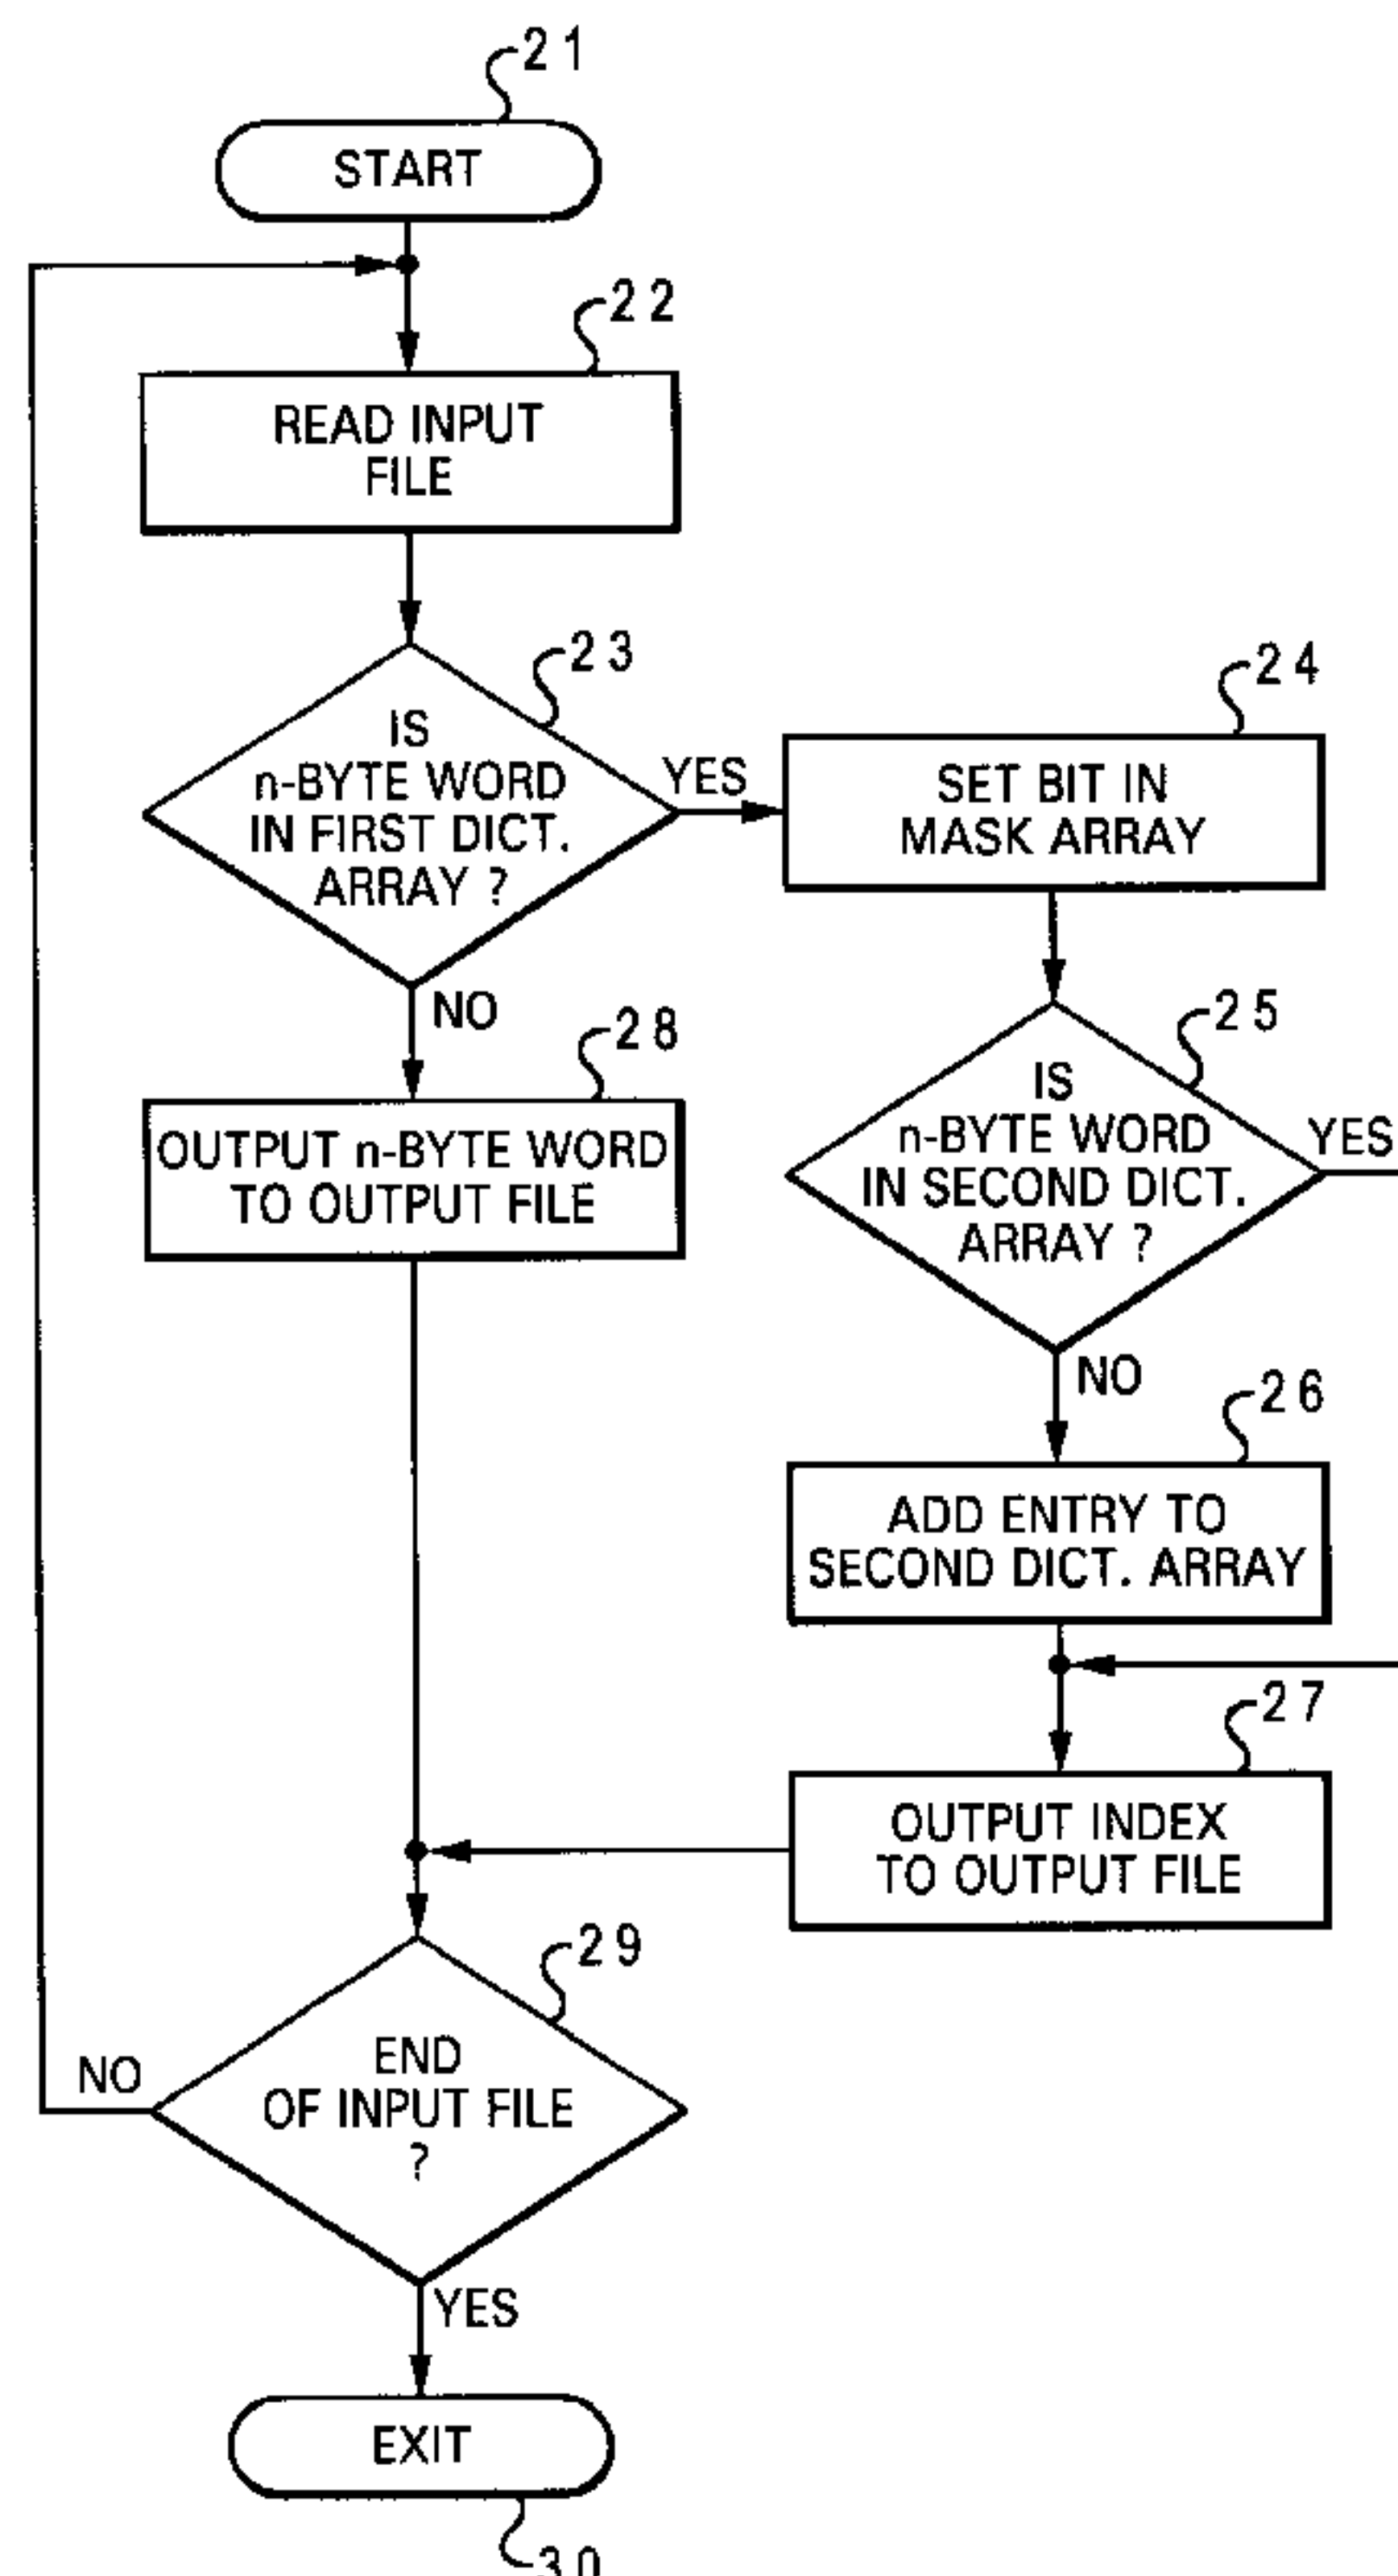 21
START
22
READ INPUT
FILE
23
IS
n-BYTE WORD
IN FIRST DICT.
ARRAY ?
YES
NO
24
SET BIT IN
MASK ARRAY
25
IS
n-BYTE WORD
IN SECOND DICT.
ARRAY ?
YES
NO
28
OUTPUT n-BYTE WORD
TO OUTPUT FILE
26
ADD ENTRY TO
SECOND DICT. ARRAY
27
OUTPUT INDEX
TO OUTPUT FILE
29
END
OF INPUT FILE
?
NO
YES
EXIT
30